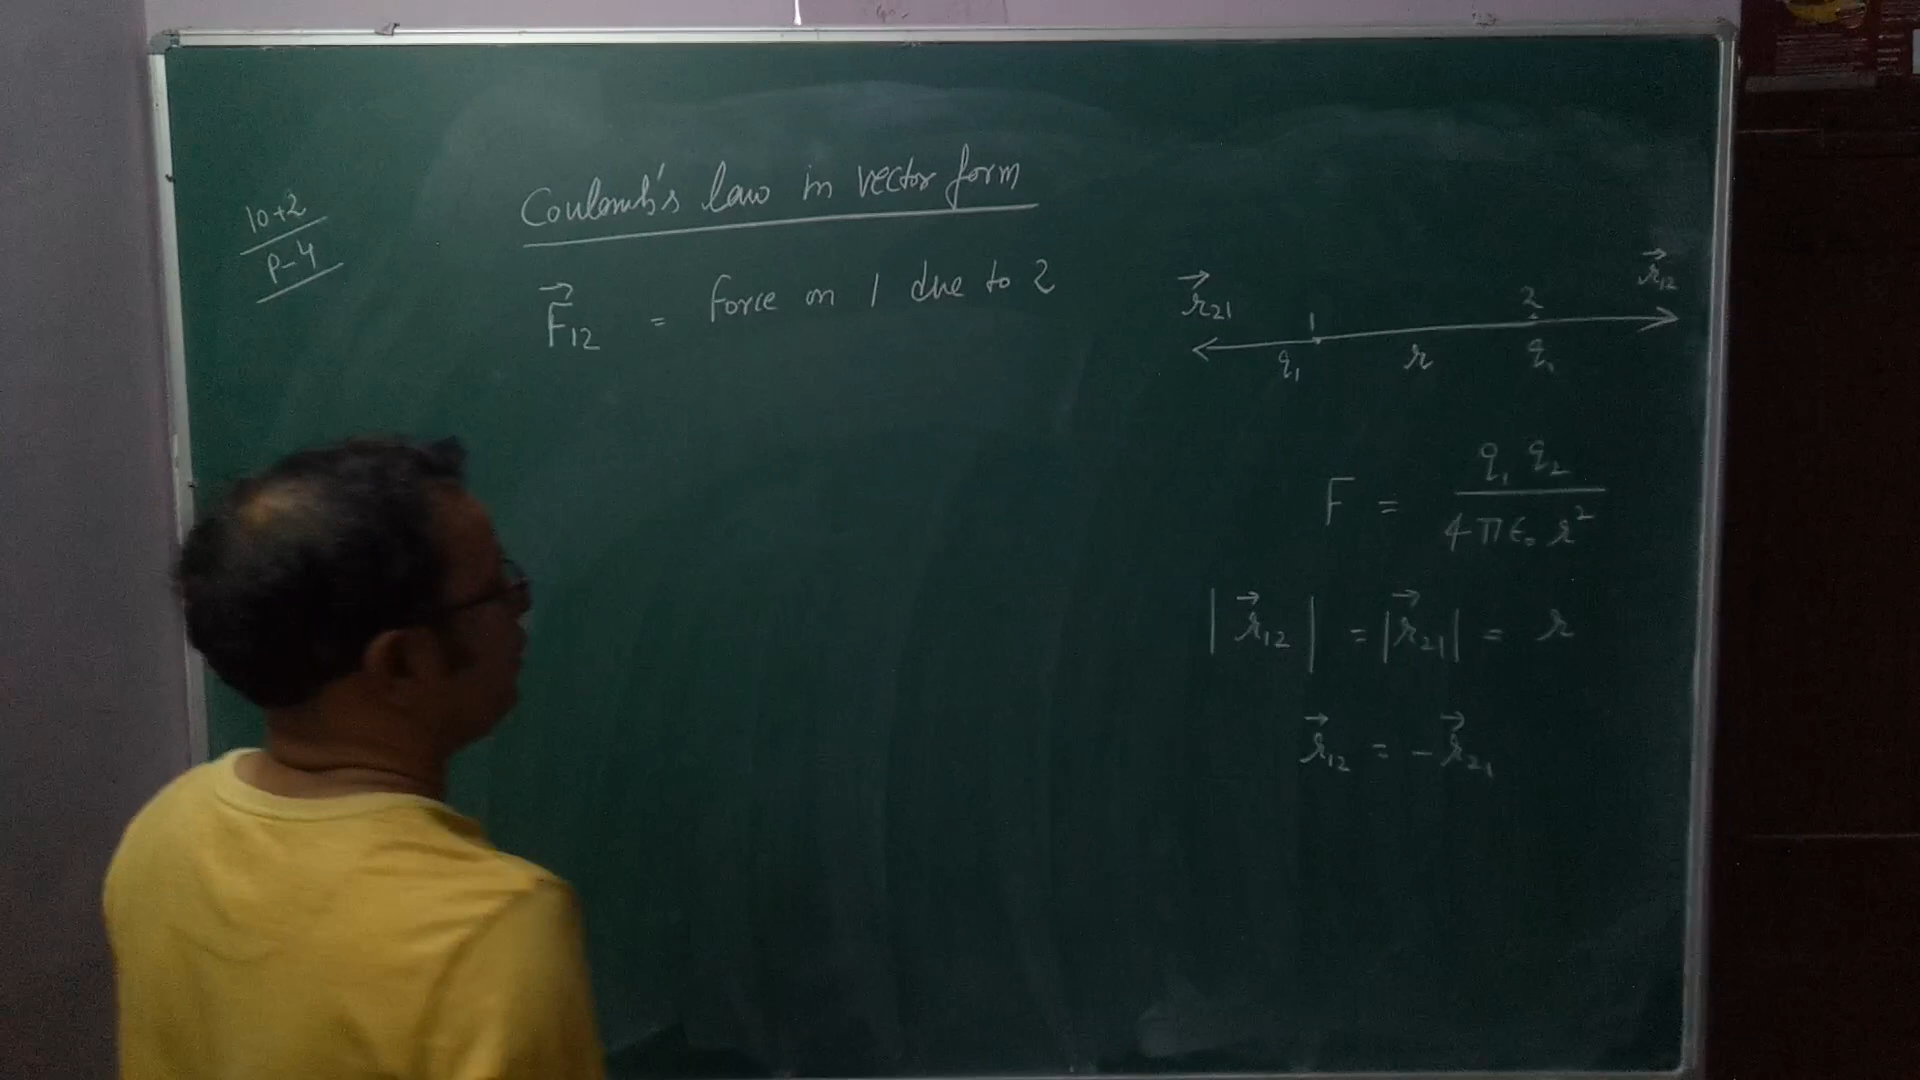 10+2
P-4
Coulomb's law in vector form
F⃗12 = Force on 1 due to 2
r⃗21 1 2 r⃗12
q1 r q1
F = q1 q2 / 4πε0 r²
|r⃗12| = |r⃗21| = r
r⃗12 = -r⃗21